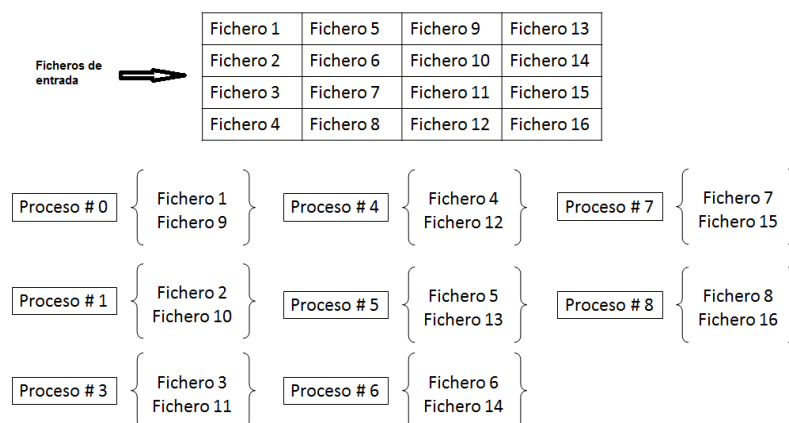 Ficheros de
entrada
Fichero 1 Fichero 5 Fichero 9 Fichero 13
Fichero 2 Fichero 6 Fichero 10 Fichero 14
Fichero 3 Fichero 7 Fichero 11 Fichero 15
Fichero 4 Fichero 8 Fichero 12 Fichero 16
Proceso # 0
Fichero 1
Fichero 9
Proceso # 4
Fichero 4
Fichero 12
Proceso # 7
Fichero 7
Fichero 15
Proceso # 1
Fichero 2
Fichero 10
Proceso # 5
Fichero 5
Fichero 13
Proceso # 8
Fichero 8
Fichero 16
Proceso # 3
Fichero 3
Fichero 11
Proceso # 6
Fichero 6
Fichero 14